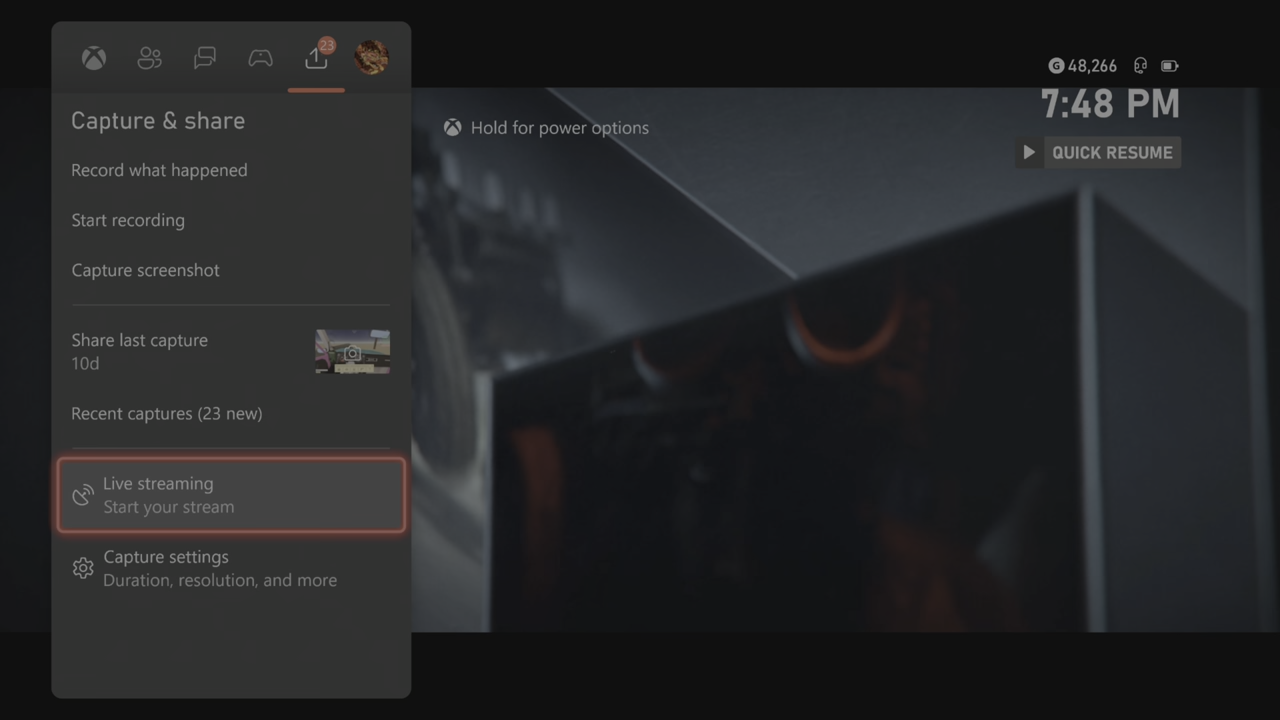 23
Capture & share
Record what happened
Start recording
Capture screenshot
Share last capture
10d
Recent captures (23 new)
Live streaming
Start your stream
Capture settings
Duration, resolution, and more
Hold for power options
G 48,266
7:48 PM
QUICK RESUME